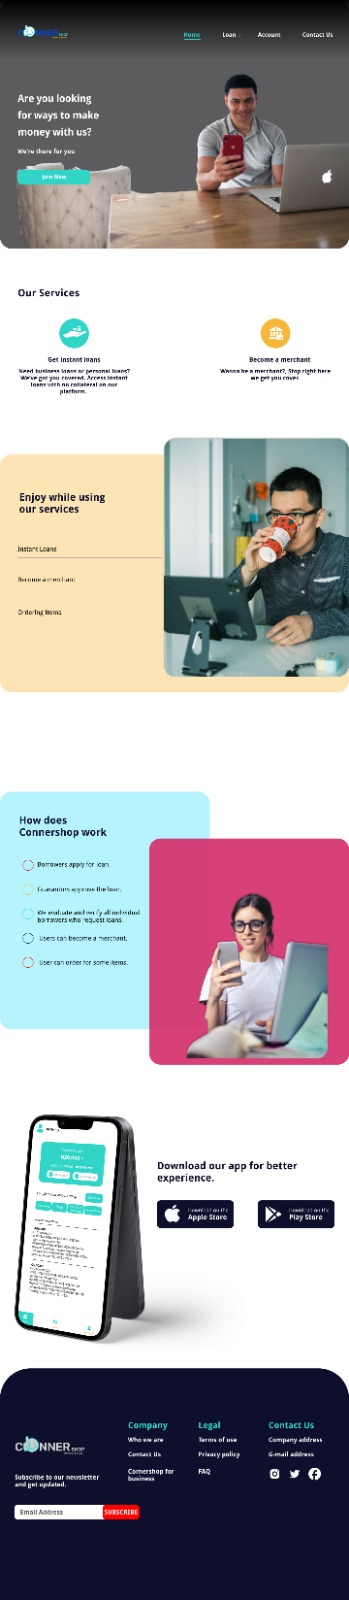 CONNER SHOP
Home
Loan
Account
Contact Us
Are you looking
for ways to make
money with us?
We're there for you
Join Now
Our Services
Get instant loans
Need business loans or personal loans?
We've got you covered. Access instant
loans with no collateral on our
platform.
Become a merchant
Wanna be a merchant?, Stop right here
we get you cover.
Enjoy while using
our services
Instant Loans
Become a merchant
Ordering Items
How does
Connershop work
Borrowers apply for loan.
Guarantors approve the loan.
We evaluate and verify all individual
borrowers who request loans.
Users can become a merchant.
User can order for some items.
Download our app for better
experience.
Download on the
Apple Store
Download on the
Play Store
CONNER SHOP
Subscribe to our newsletter
and get updated.
Email Address
SUBSCRIBE
Company
Who we are
Contact Us
Cornershop for
business
Legal
Terms of use
Privacy policy
FAQ
Contact Us
Company address
G-mail address